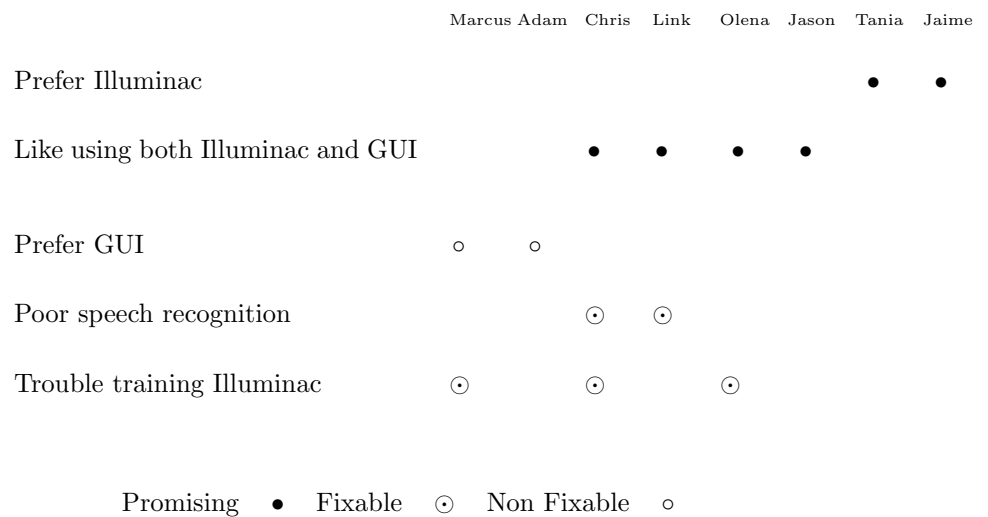 Marcus Adam Chris Link Olena Jason Tania Jaime
Prefer Illuminac
Like using both Illuminac and GUI
Prefer GUI
Poor speech recognition
Trouble training Illuminac
Promising • Fixable ⊙ Non Fixable ○